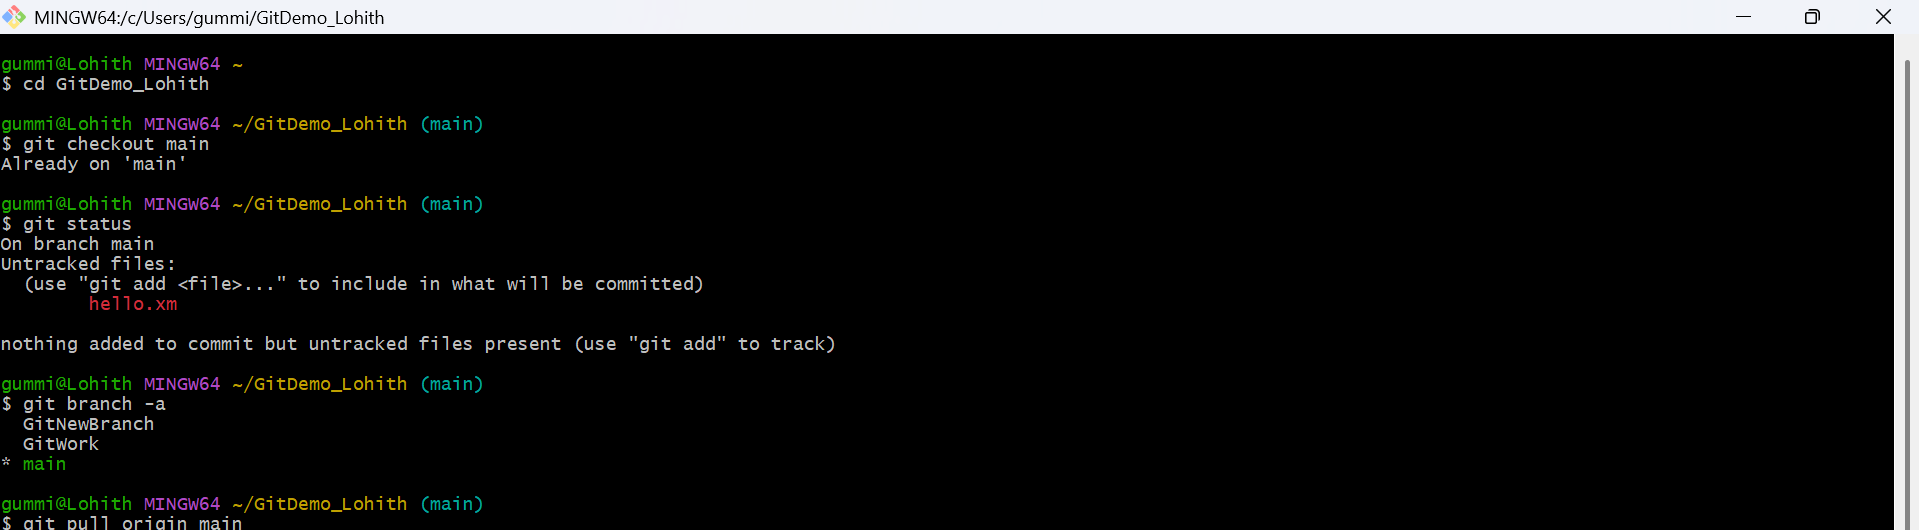 MINGW64:/c/Users/gummi/GitDemo_Lohith
gummi@Lohith MINGW64 ~
$ cd GitDemo_Lohith
gummi@Lohith MINGW64 ~/GitDemo_Lohith (main)
$ git checkout main
Already on 'main'
gummi@Lohith MINGW64 ~/GitDemo_Lohith (main)
$ git status
On branch main
Untracked files:
  (use "git add <file>..." to include in what will be committed)
        hello.xm
nothing added to commit but untracked files present (use "git add" to track)
gummi@Lohith MINGW64 ~/GitDemo_Lohith (main)
$ git branch -a
  GitNewBranch
  GitWork
* main
gummi@Lohith MINGW64 ~/GitDemo_Lohith (main)
$ git pull origin main